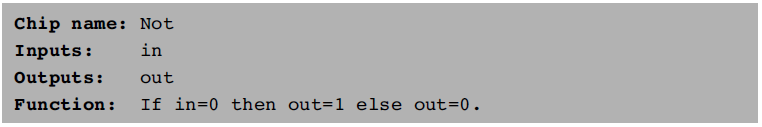 Chip name: Not
Inputs: in
Outputs: out
Function: If in=0 then out=1 else out=0.